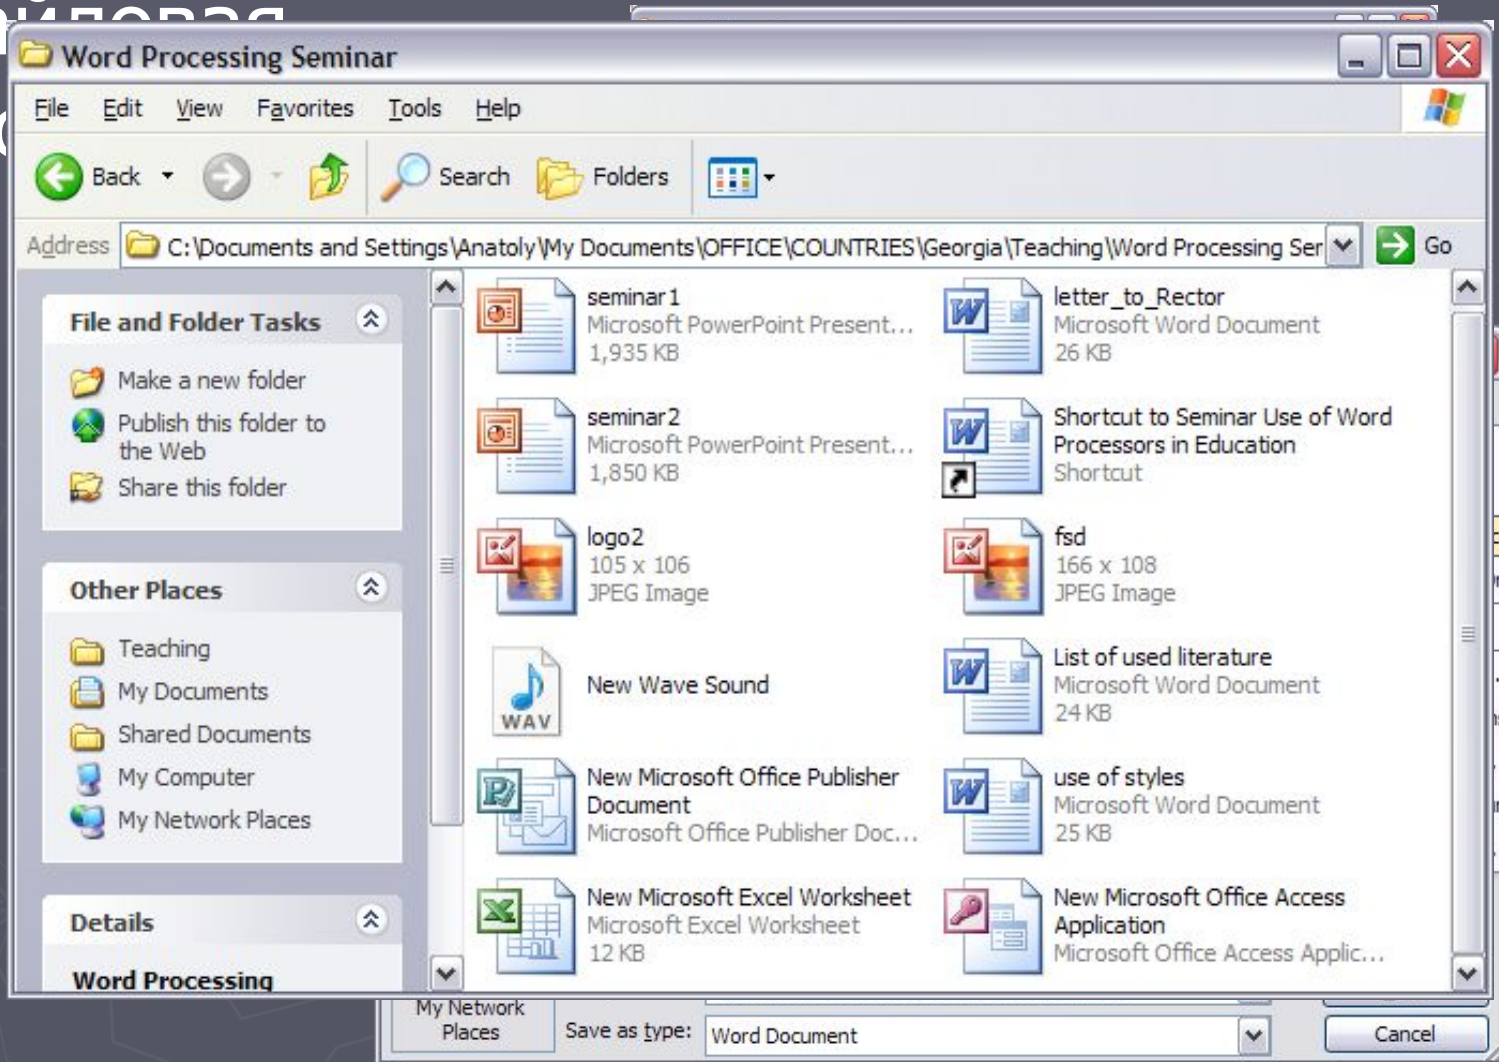 Word Processing Seminar
File Edit View Favorites Tools Help
Back Search Folders
Address C:\Documents and Settings\Anatoly\My Documents\OFFICE\COUNTRIES\Georgia\Teaching\Word Processing Ser Go
File and Folder Tasks
Make a new folder
Publish this folder to
the Web
Share this folder
Other Places
Teaching
My Documents
Shared Documents
My Computer
My Network Places
Details
Word Processing
seminar1
Microsoft PowerPoint Present...
1,935 KB
letter_to_Rector
Microsoft Word Document
26 KB
seminar2
Microsoft PowerPoint Present...
1,850 KB
Shortcut to Seminar Use of Word
Processors in Education
Shortcut
logo2
105 x 106
JPEG Image
fsd
166 x 108
JPEG Image
WAV
New Wave Sound
List of used literature
Microsoft Word Document
24 KB
New Microsoft Office Publisher
Document
Microsoft Office Publisher Doc...
use of styles
Microsoft Word Document
25 KB
New Microsoft Excel Worksheet
Microsoft Excel Worksheet
12 KB
New Microsoft Office Access
Application
Microsoft Office Access Applic...
My Network
Places
Save as type: Word Document
Cancel